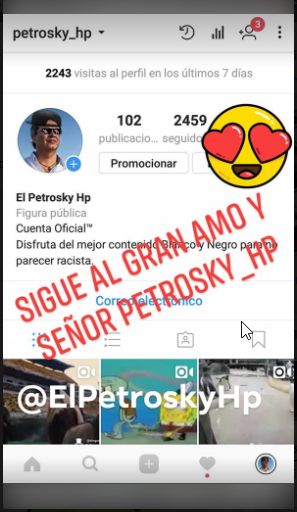 petrosky_hp
3
2243 visitas al perfil en los últimos 7 días
102 2459
publicacio... seguido
Promocionar
El Petrosky Hp
Figura pública
Cuenta Oficial™
Disfruta del mejor contenido Blanco y Negro para no
parecer racista.
SIGUE AL GRAN AMO Y
SEÑOR PETROSKY_HP
Correo electrónico
@ElPetroskyHp